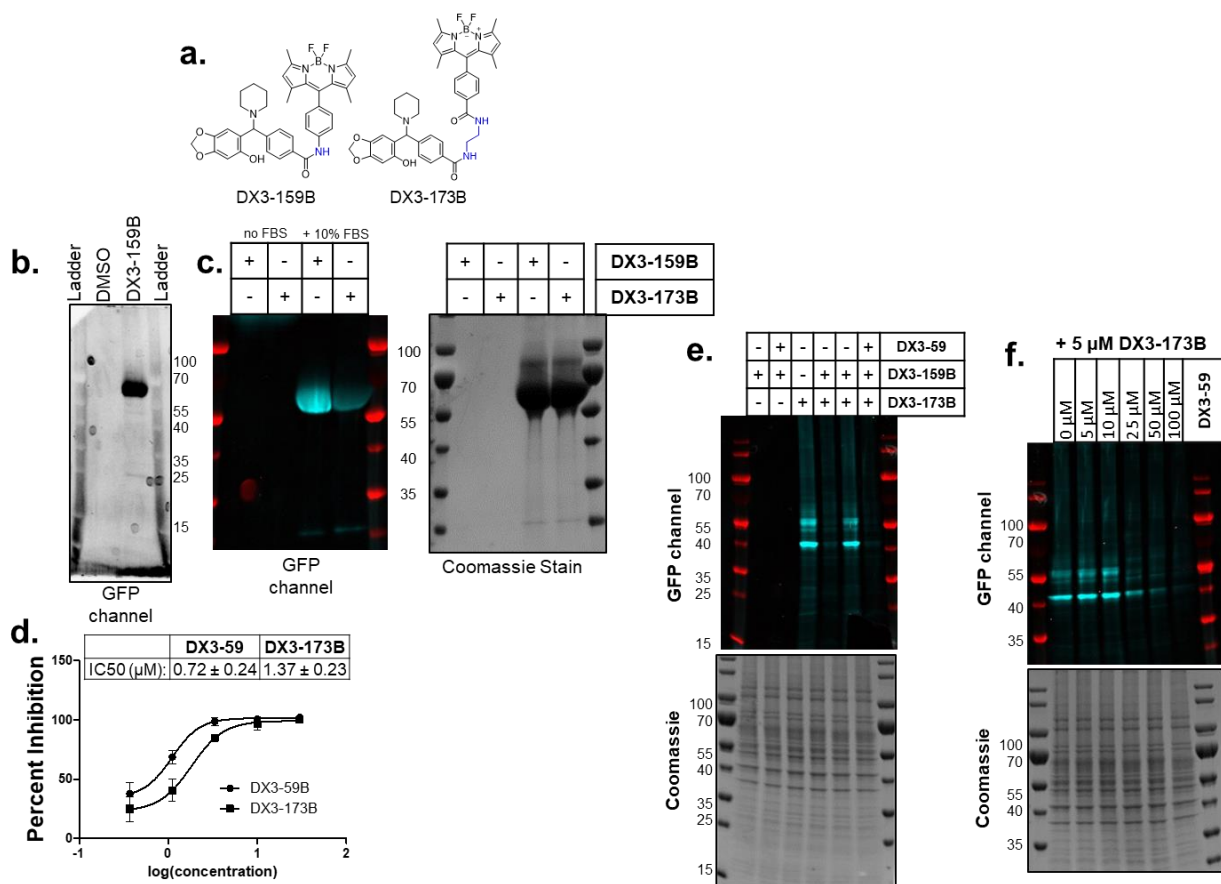 a.
F F
B
N N+
N
O
O
OH
NH
O
DX3-159B
F F
B-
N N+
O
NH
N
O
O
OH
NH
O
DX3-173B
b.
Ladder
DMSO
DX3-159B
Ladder
100
70
55
40
35
25
15
GFP
channel
c.
no FBS + 10% FBS
+ - + -
- + - +
100
70
55
40
35
GFP
channel
+ - + - DX3-159B
- + - + DX3-173B
Coomassie Stain
d.
DX3-59 DX3-173B
IC50 (µM): 0.72 ± 0.24 1.37 ± 0.23
Percent Inhibition
150
100
50
0
-1 0 1 2
log(concentration)
DX3-59B
DX3-173B
e.
- + - - - + DX3-59
+ + - + + + DX3-159B
- - + + + + DX3-173B
GFP channel
100
70
55
40
35
25
15
Coomassie
100
70
55
40
35
25
15
f.
+ 5 µM DX3-173B
0 µM
5 µM
10 µM
25 µM
50 µM
100 µM
DX3-59
GFP channel
100
70
55
40
35
Coomassie
100
70
55
40
35